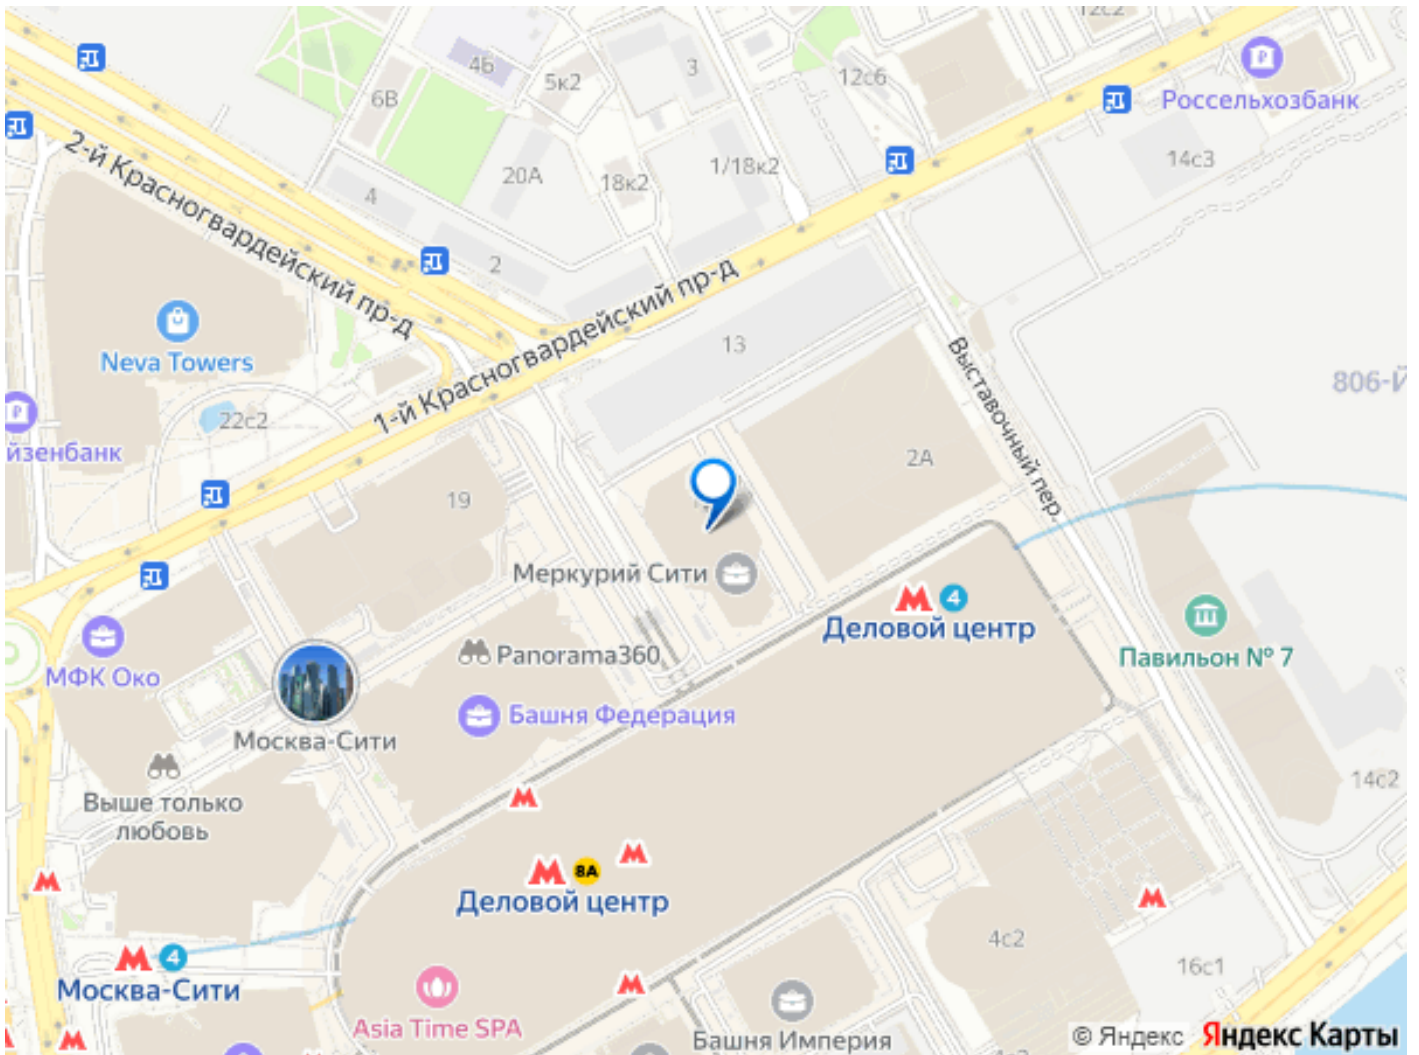 12с2
4Б
3
5к2
12с6
6В
Россельхозбанк
2-й Красногвардейский пр-д
20А
18к2
1/18к2
14с3
4
2
1-й Красногвардейский пр-д
13
Выставочный пер.
Neva Towers
806-Й
22с2
йзенбанк
2А
19
Меркурий Сити
4
Деловой центр
Panorama360
Павильон № 7
МФК Око
Башня Федерация
Москва-Сити
14с2
Выше только
любовь
8А
Деловой центр
4с2
16с1
4
Москва-Сити
Asia Time SPA
Башня Империя
© Яндекс Яндекс Карты